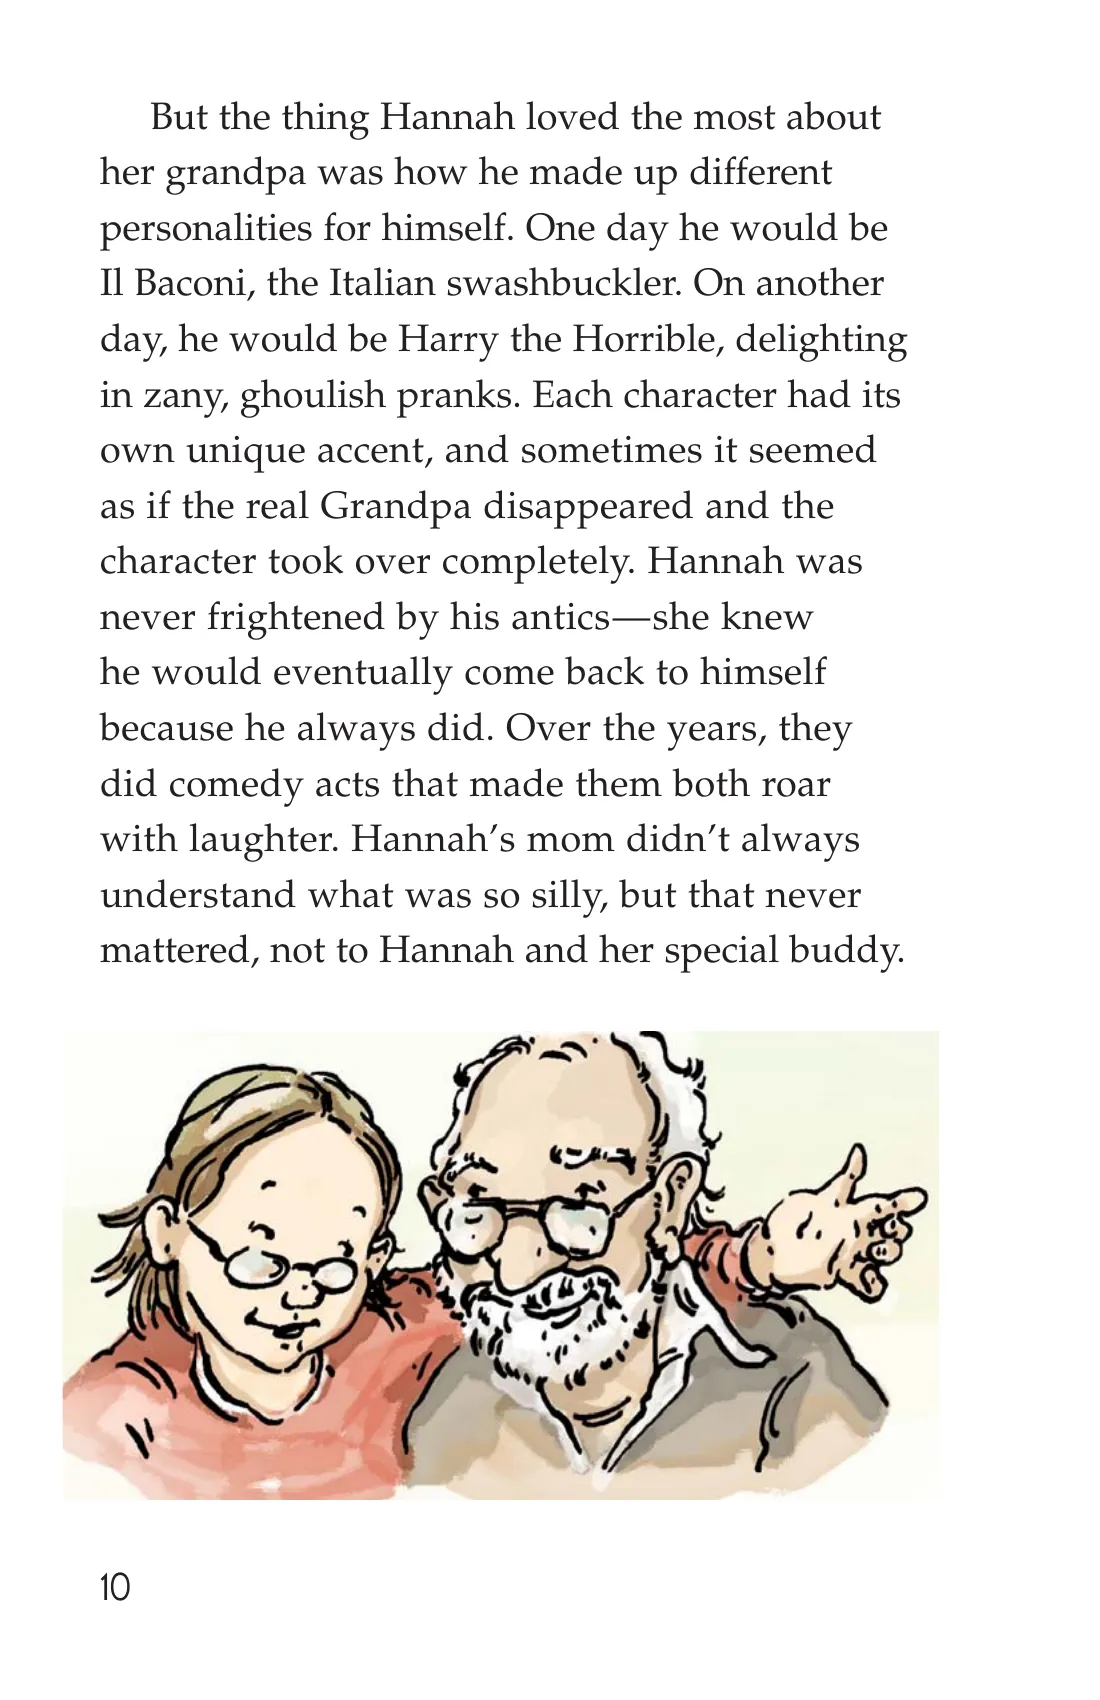 But the thing Hannah loved the most about
her grandpa was how he made up different
personalities for himself. One day he would be
Il Baconi, the Italian swashbuckler. On another
day, he would be Harry the Horrible, delighting
in zany, ghoulish pranks. Each character had its
own unique accent, and sometimes it seemed
as if the real Grandpa disappeared and the
character took over completely. Hannah was
never frightened by his antics—she knew
he would eventually come back to himself
because he always did. Over the years, they
did comedy acts that made them both roar
with laughter. Hannah’s mom didn’t always
understand what was so silly, but that never
mattered, not to Hannah and her special buddy.
10